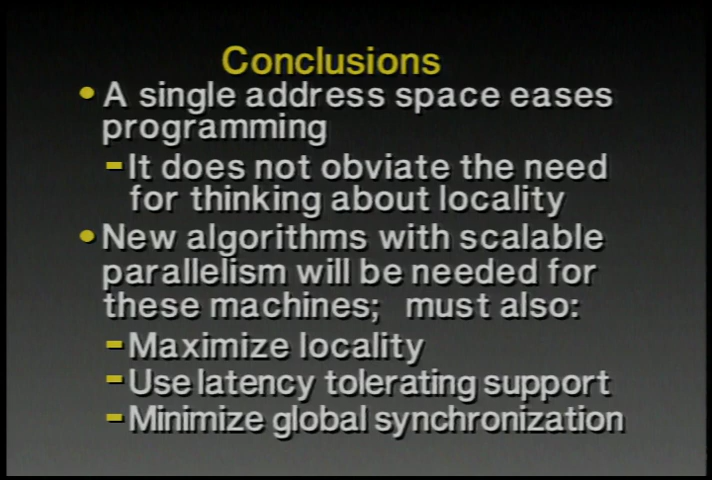 Conclusions
• A single address space eases
programming
- It does not obviate the need
for thinking about locality
• New algorithms with scalable
parallelism will be needed for
these machines; must also:
- Maximize locality
- Use latency tolerating support
- Minimize global synchronization